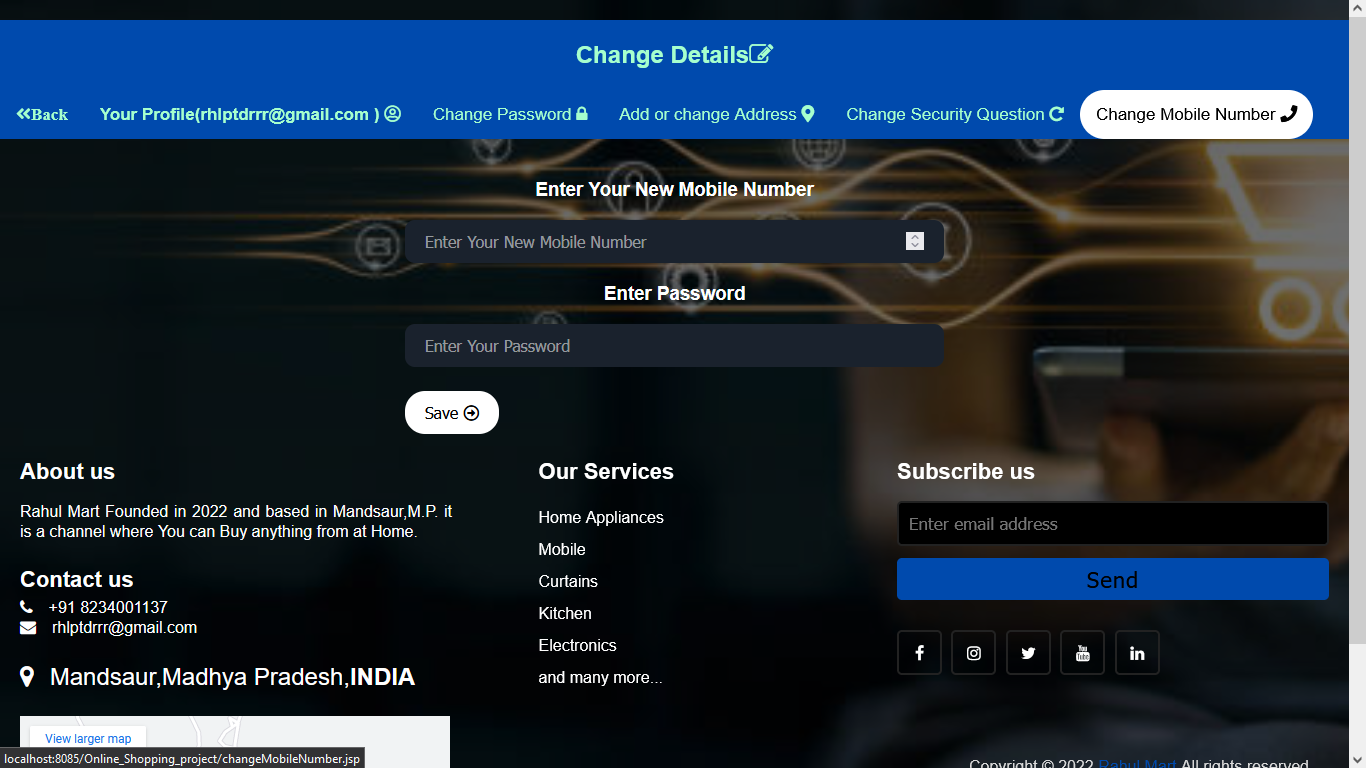 Change Details
Back Your Profile(rhlptdrrr@gmail.com ) Change Password Add or change Address Change Security Question Change Mobile Number
Enter Your New Mobile Number
Enter Your New Mobile Number
Enter Password
Enter Your Password
Save
About us
Rahul Mart Founded in 2022 and based in Mandsaur,M.P. it
is a channel where You can Buy anything from at Home.
Contact us
+91 8234001137
rhlptdrrr@gmail.com
Mandsaur,Madhya Pradesh,INDIA
View larger map
Our Services
Home Appliances
Mobile
Curtains
Kitchen
Electronics
and many more...
Subscribe us
Enter email address
Send
You Tube
Copyright © 2022 Rahul Mart All rights reserved
localhost:8085/Online_Shopping_project/changeMobileNumber.jsp